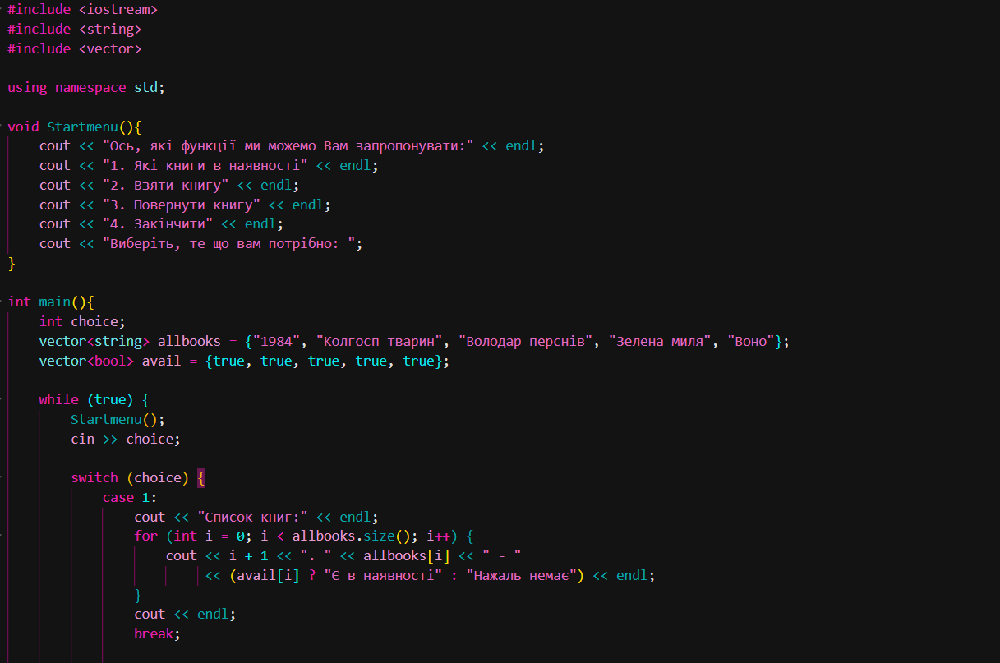 #include <iostream>
#include <string>
#include <vector>
using namespace std;
void Startmenu(){
cout << "Ось, які функції ми можемо Вам запропонувати:" << endl;
cout << "1. Які книги в наявності" << endl;
cout << "2. Взяти книгу" << endl;
cout << "3. Повернути книгу" << endl;
cout << "4. Закінчити" << endl;
cout << "Виберіть, те що вам потрібно: ";
}
int main(){
int choice;
vector<string> allbooks = {"1984", "Колгосп тварин", "Володар перснів", "Зелена миля", "Воно"};
vector<bool> avail = {true, true, true, true, true};
while (true) {
Startmenu();
cin >> choice;
switch (choice) {
case 1:
cout << "Список книг:" << endl;
for (int i = 0; i < allbooks.size(); i++) {
cout << i + 1 << ". " << allbooks[i] << " - "
<< (avail[i] ? "Є в наявності" : "Нажаль немає") << endl;
}
cout << endl;
break;